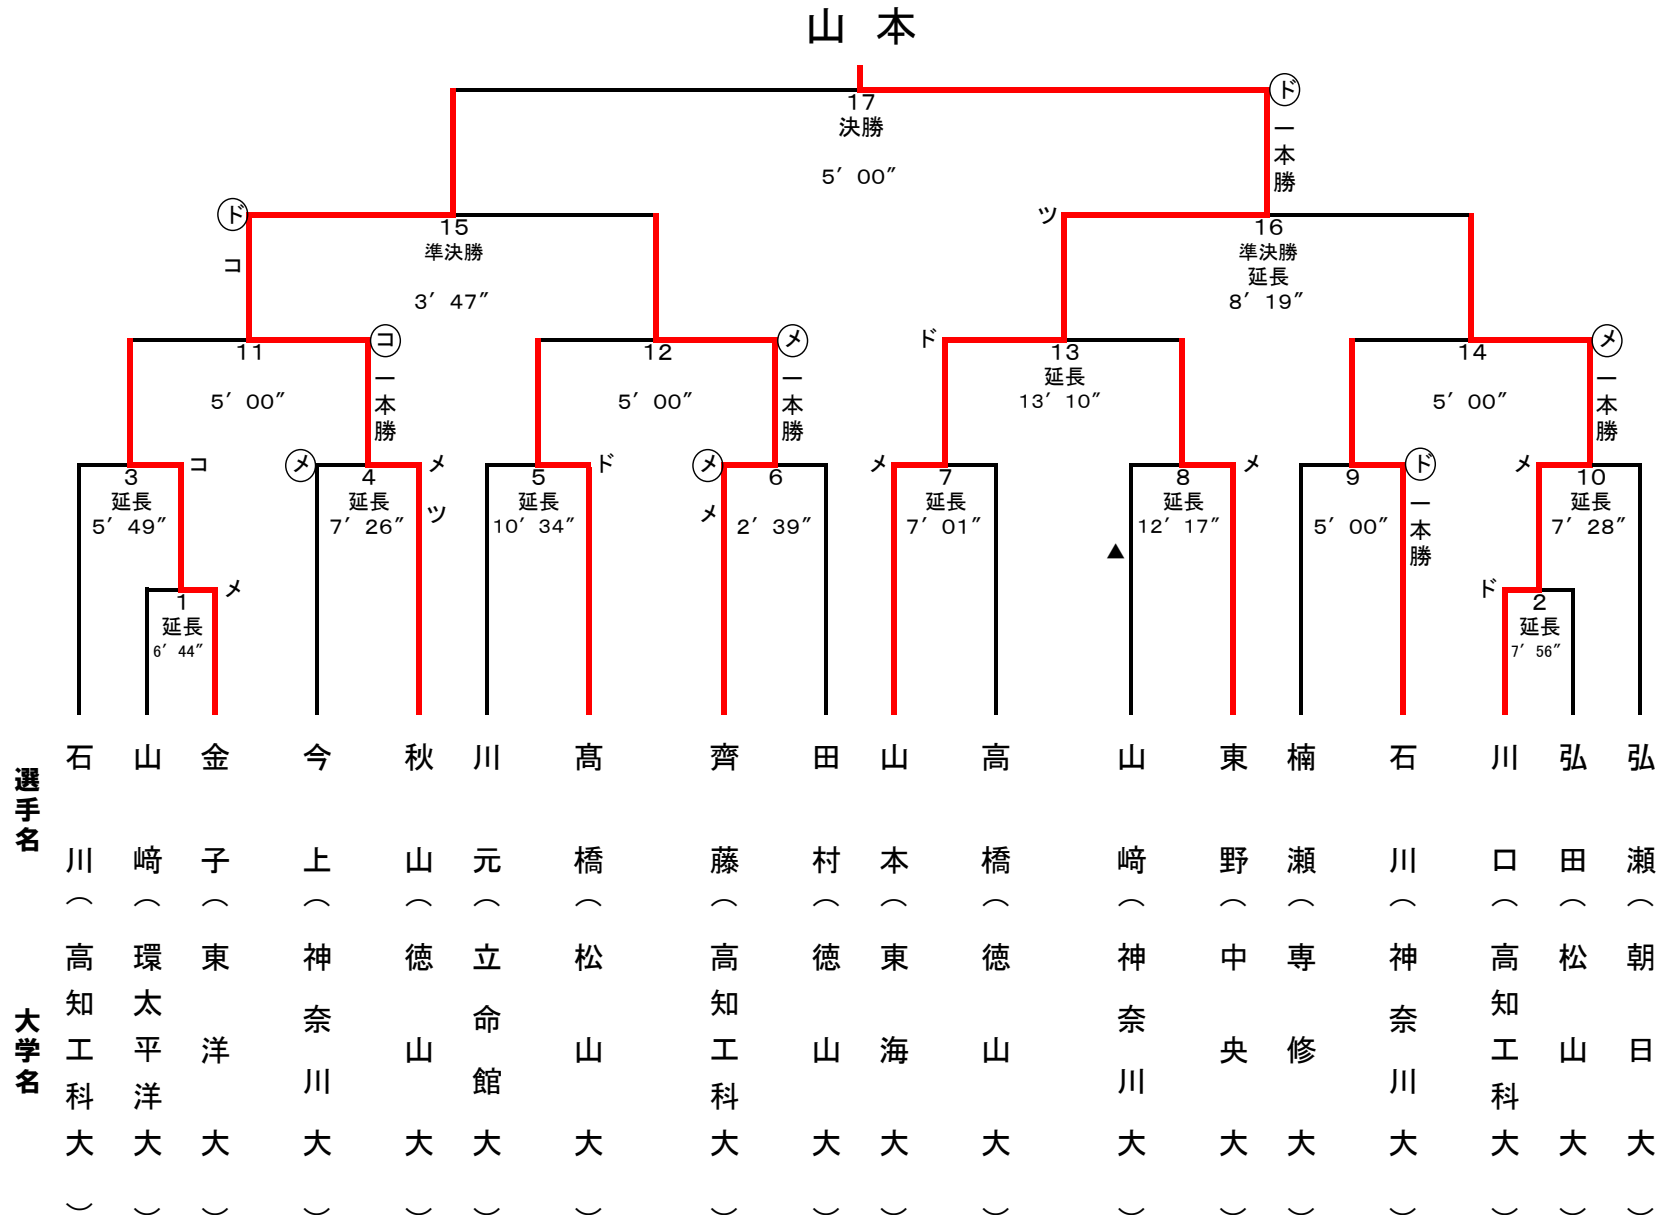 山 本
ド
17
決勝
一本勝
5′ 00″
ド
15
準決勝
コ
3′ 47″
ツ
16
準決勝
延長
8′ 19″
コ
11
一本勝
5′ 00″
メ
12
一本勝
5′ 00″
ド
13
延長
13′ 10″
メ
14
一本勝
5′ 00″
コ
3
延長
5′ 49″
メ
4
メ
延長
ツ
7′ 26″
5
ド
延長
10′ 34″
メ
6
メ
2′ 39″
メ
7
延長
7′ 01″
8
メ
延長
12′ 17″
▲
9
ド
5′ 00″
一本勝
メ
10
延長
7′ 28″
メ
1
延長
6′ 44″
ド
2
延長
7′ 56″
選手名
大学名
石川（高知工科大）
山﨑（環太平洋大）
金子（東洋大）
今上（神奈川大）
秋山（徳山大）
川元（立命館大）
髙橋（松山大）
齊藤（高知工科大）
田村（徳山大）
山本（東海大）
高橋（徳山大）
山﨑（神奈川大）
東野（中央大）
楠瀬（専修大）
石川（神奈川大）
川口（高知工科大）
弘田（松山大）
弘瀬（朝日大）